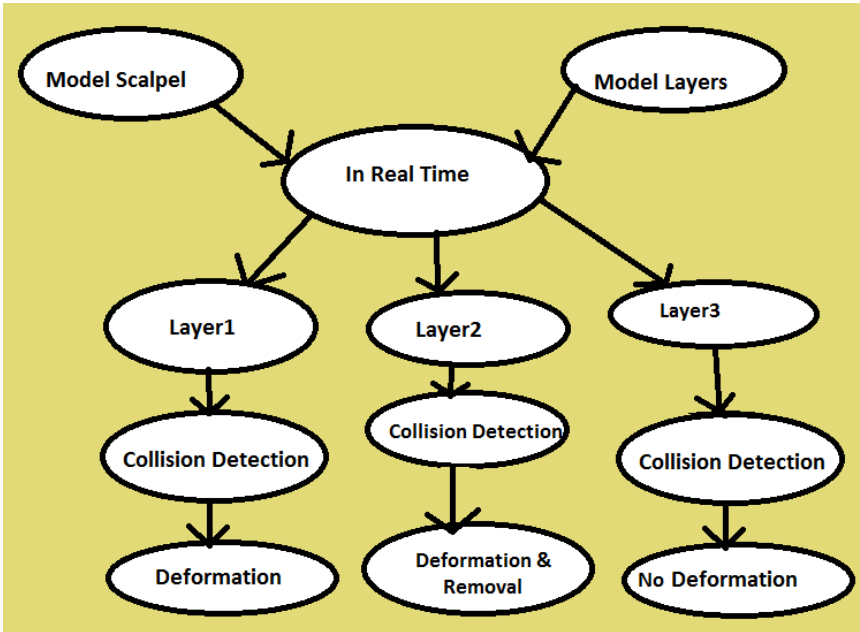 Model Scalpel
Model Layers
In Real Time
Layer1
Layer2
Layer3
Collision Detection
Collision Detection
Collision Detection
Deformation
Deformation &
Removal
No Deformation